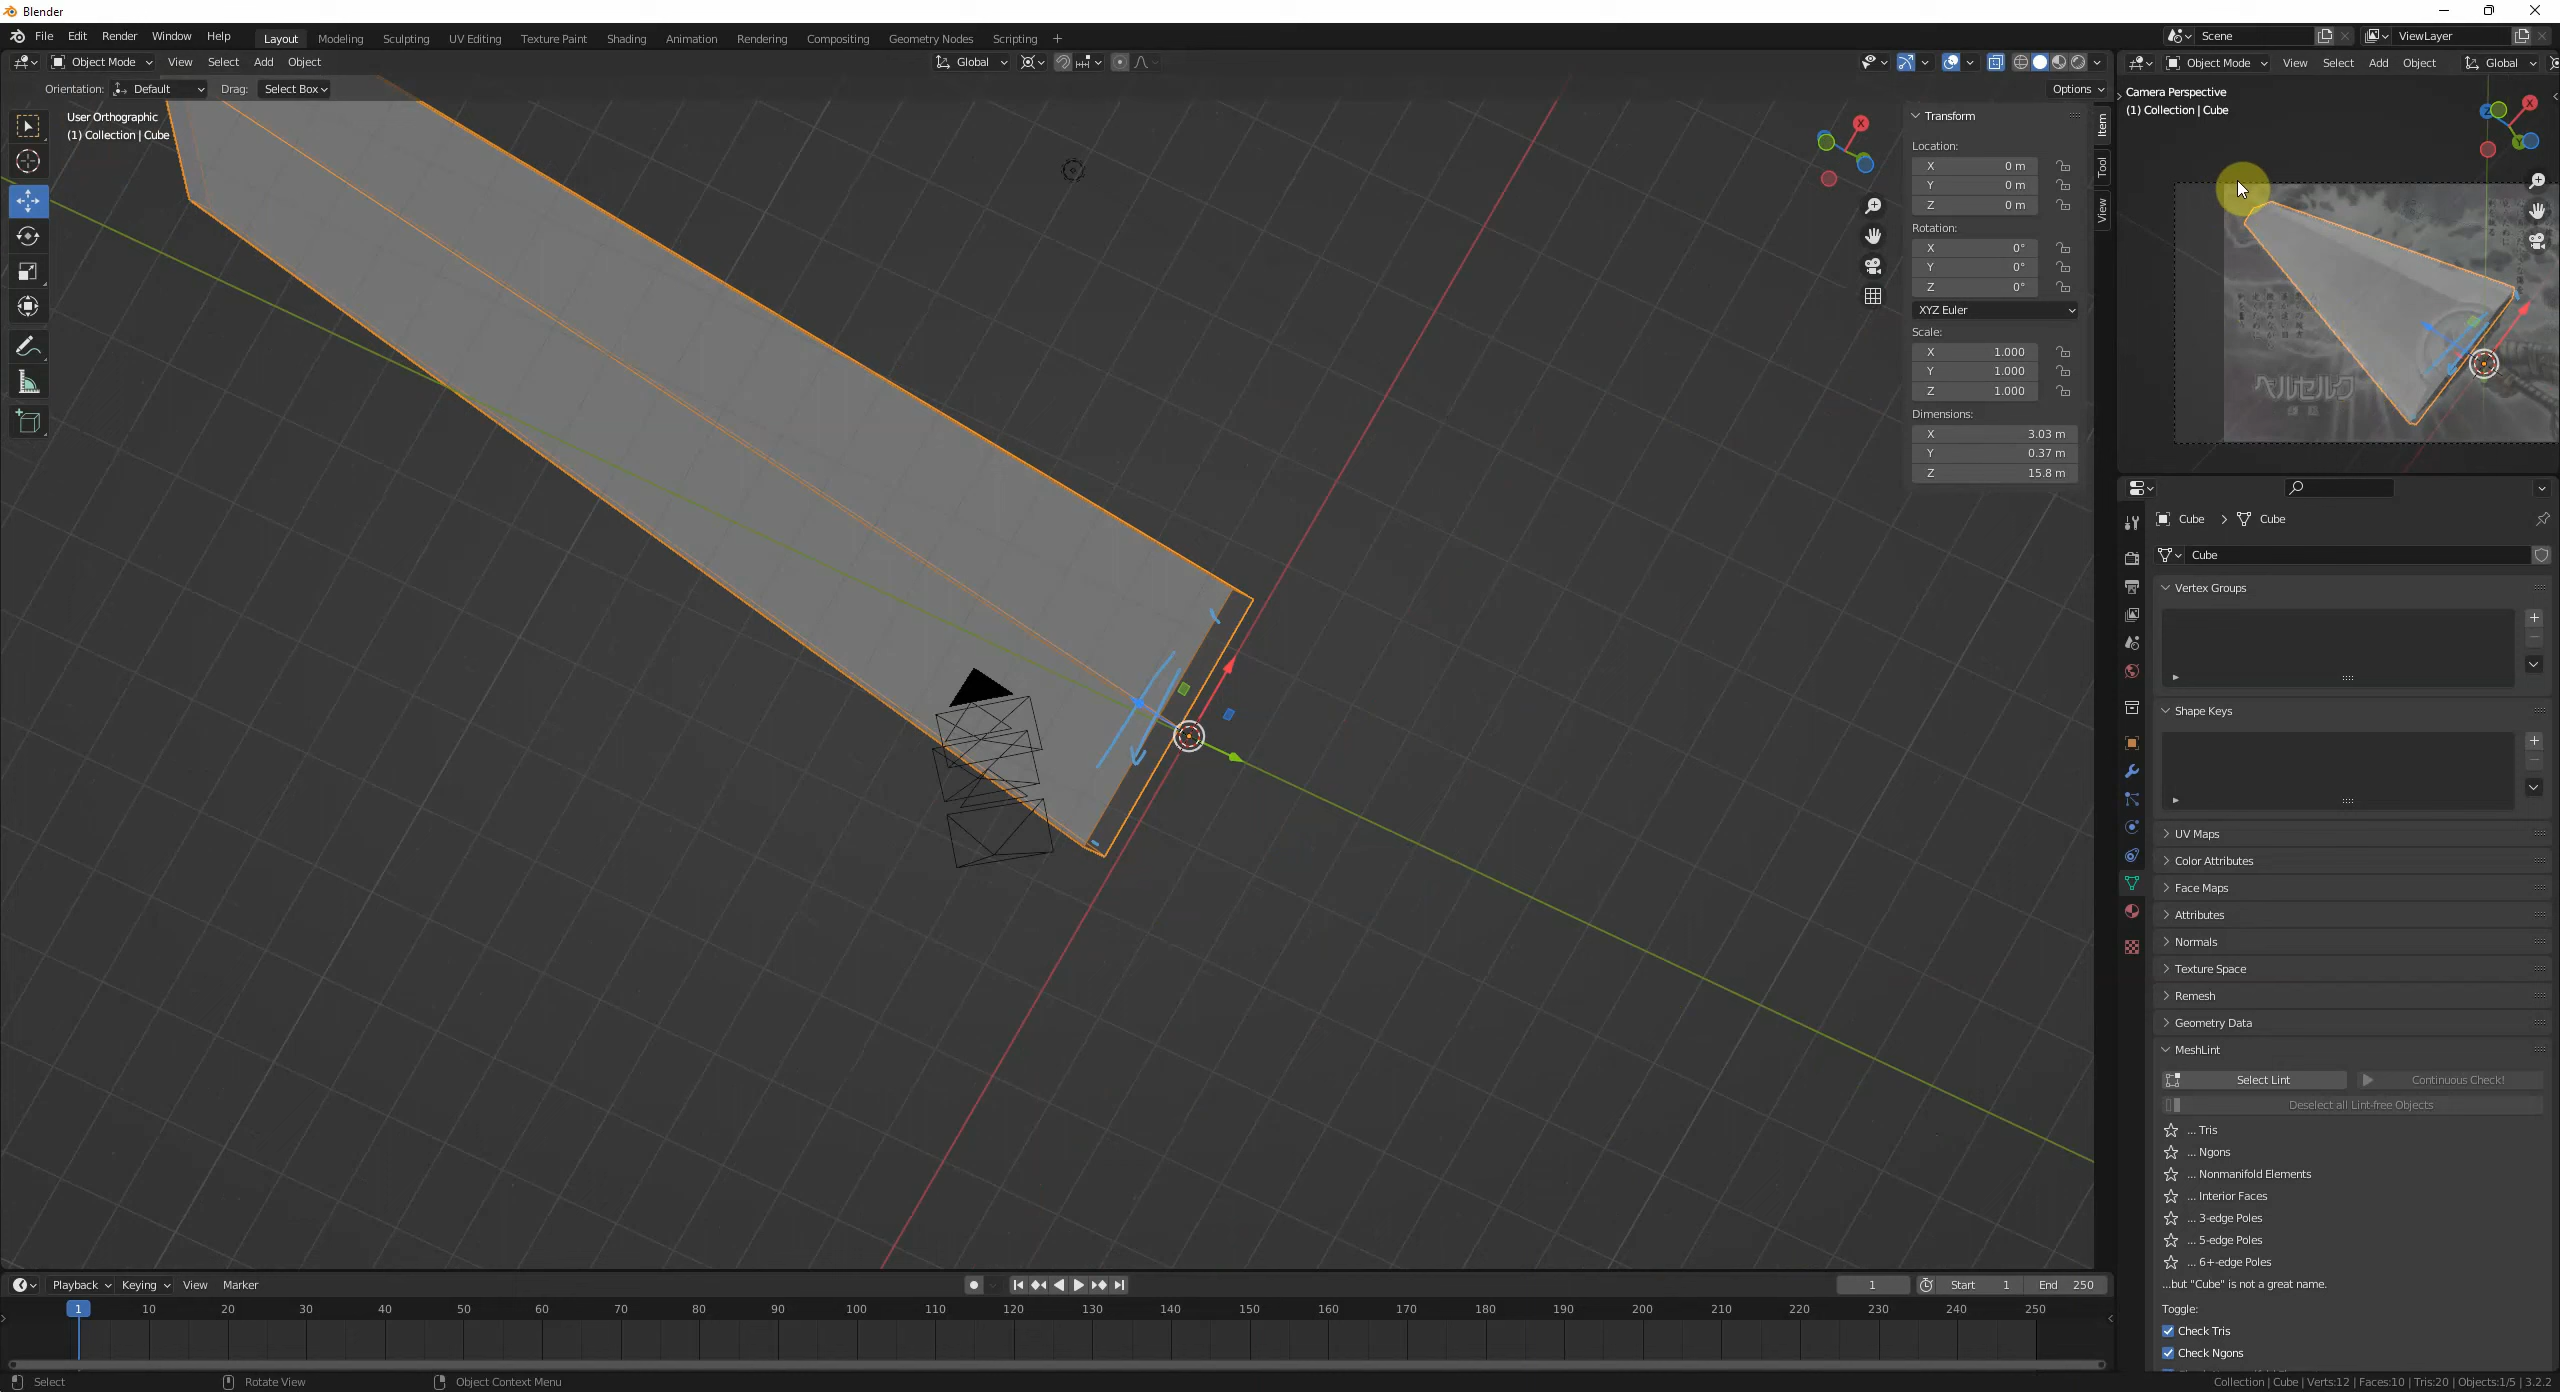 Blender
File Edit Render Window Help Layout Modeling Sculpting UV Editing Texture Paint Shading Animation Rendering Compositing Geometry Nodes Scripting + Scene ViewLayer
Object Mode View Select Add Object Global Object Mode View Select Add Object Global
Orientation: Default Drag: Select Box Options
User Orthographic
(1) Collection | Cube
Camera Perspective
(1) Collection | Cube
Transform
Location:
X 0 m
Y 0 m
Z 0 m
Rotation:
X 0°
Y 0°
Z 0°
XYZ Euler
Scale:
X 1.000
Y 1.000
Z 1.000
Dimensions:
X 3.03 m
Y 0.37 m
Z 15.8 m
Item
Tool
View
X
X
Z
Y
ベルセルク
Cube > Cube
Cube
Vertex Groups
Shape Keys
UV Maps
Color Attributes
Face Maps
Attributes
Normals
Texture Space
Remesh
Geometry Data
MeshLint
Select Lint Continuous Check!
Deselect all Lint-free Objects
... Tris
... Ngons
... Nonmanifold Elements
... Interior Faces
... 3-edge Poles
... 5-edge Poles
... 6+-edge Poles
...but "Cube" is not a great name.
Toggle:
Check Tris
Check Ngons
Playback Keying View Marker 1 Start 1 End 250
1 10 20 30 40 50 60 70 80 90 100 110 120 130 140 150 160 170 180 190 200 210 220 230 240 250
Select Rotate View Object Context Menu Collection | Cube | Verts:12 | Faces:10 | Tris:20 | Objects:1/5 | 3.2.2